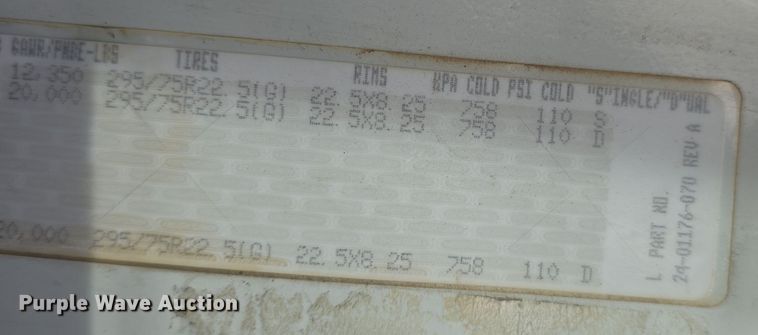 GAWR/PNBE-LBS TIRES RIMS KPA COLD PSI COLD "S"INGLE/"D"UAL
12,350 295/75R22.5(G) 22.5X8.25 758 110 S
20,000 295/75R22.5(G) 22.5X8.25 758 110 D
20,000 295/75R22.5(G) 22.5X8.25 758 110 D
L PART NO.
24-01176-070 REV A
Purple Wave Auction